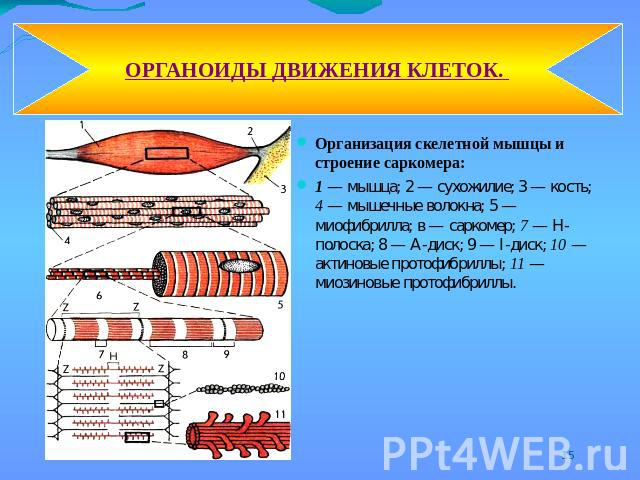 ОРГАНОИДЫ ДВИЖЕНИЯ КЛЕТОК.
Организация скелетной мышцы и
строение саркомера:
1 — мышца; 2 — сухожилие; 3 — кость;
4 — мышечные волокна; 5 —
миофибрилла; в — саркомер; 7 — Н-
полоска; 8 — А-диск; 9 — I-диск; 10 —
актиновые протофибриллы; 11 —
миозиновые протофибриллы.
1
2
3
4
5
6
Z Z
7 H 8 9
Z Z
10
11
PPt4WEB.ru